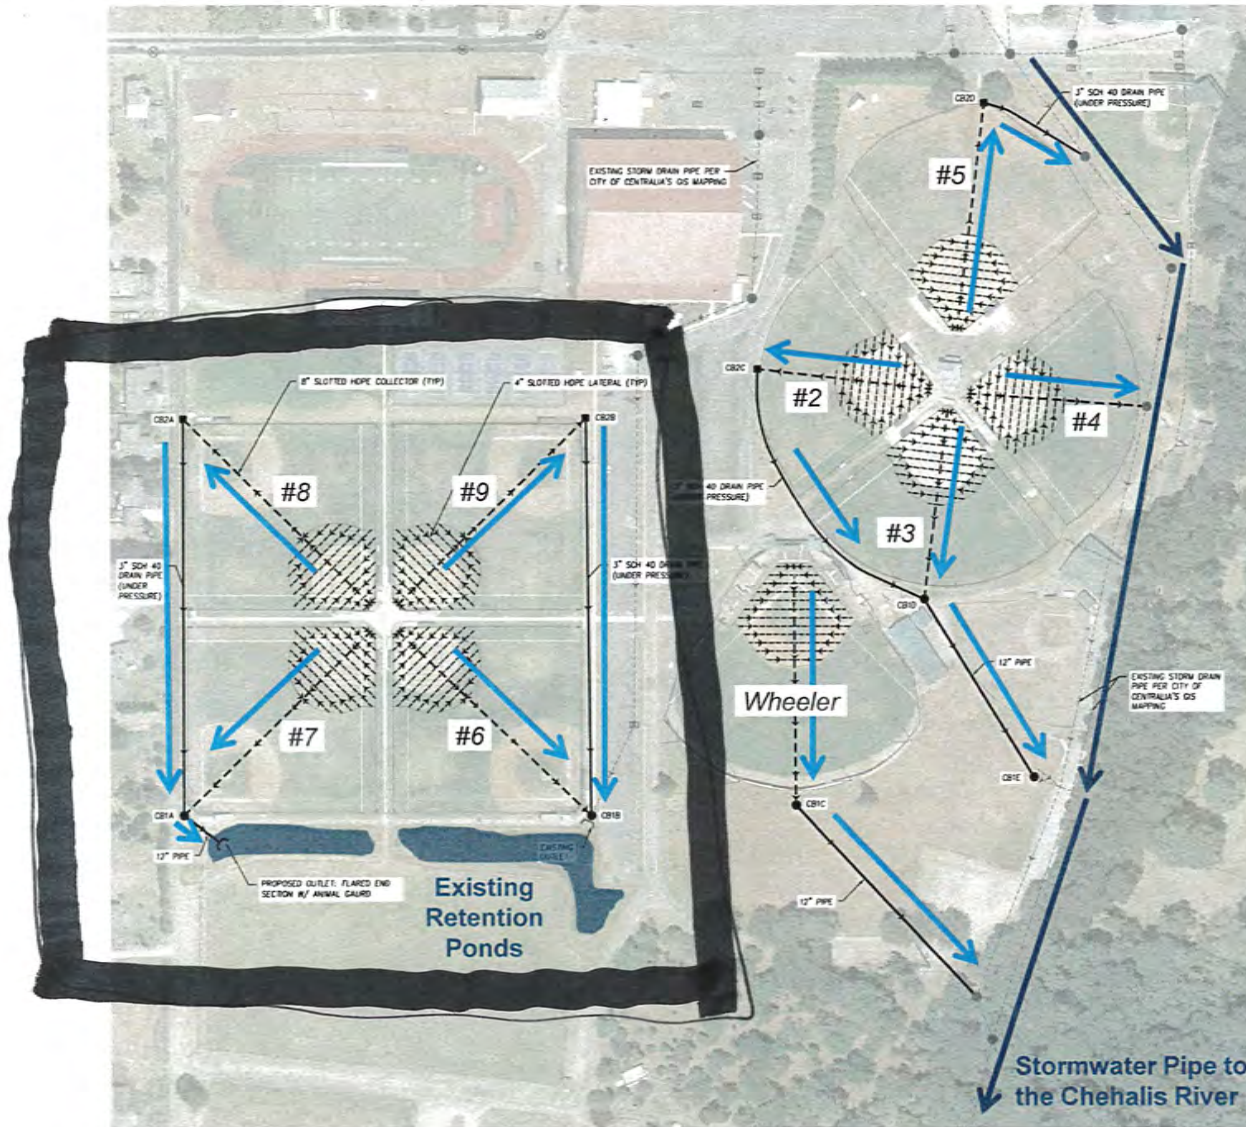 CB2D
3" SCH 40 DRAIN PIPE
(UNDER PRESSURE)
EXISTING STORM DRAIN PIPE PER
CITY OF CENTRALIA'S GIS MAPPING
#5
8" SLOTTED HDPE COLLECTOR (TYP)
4" SLOTTED HDPE LATERAL (TYP)
CB2C
#2
#4
CB2A
CB2B
#8
#9
SCH 40 DRAIN PIPE
PRESSURE)
#3
3" SCH 40
DRAIN PIPE
(UNDER
PRESSURE)
3" SCH 40 DRAIN PIPE
(UNDER PRESSURE)
CB1D
12" PIPE
EXISTING STORM DRAIN
PIPE PER CITY OF
CENTRALIA'S GIS
MAPPING
Wheeler
#7
#6
CB1E
CB1C
CB1A
CB1B
12" PIPE
EXISTING
OUTLET
PROPOSED OUTLET: FLARED END
SECTION W/ ANIMAL GAURD
Existing
Retention
Ponds
12" PIPE
Stormwater Pipe to
the Chehalis River